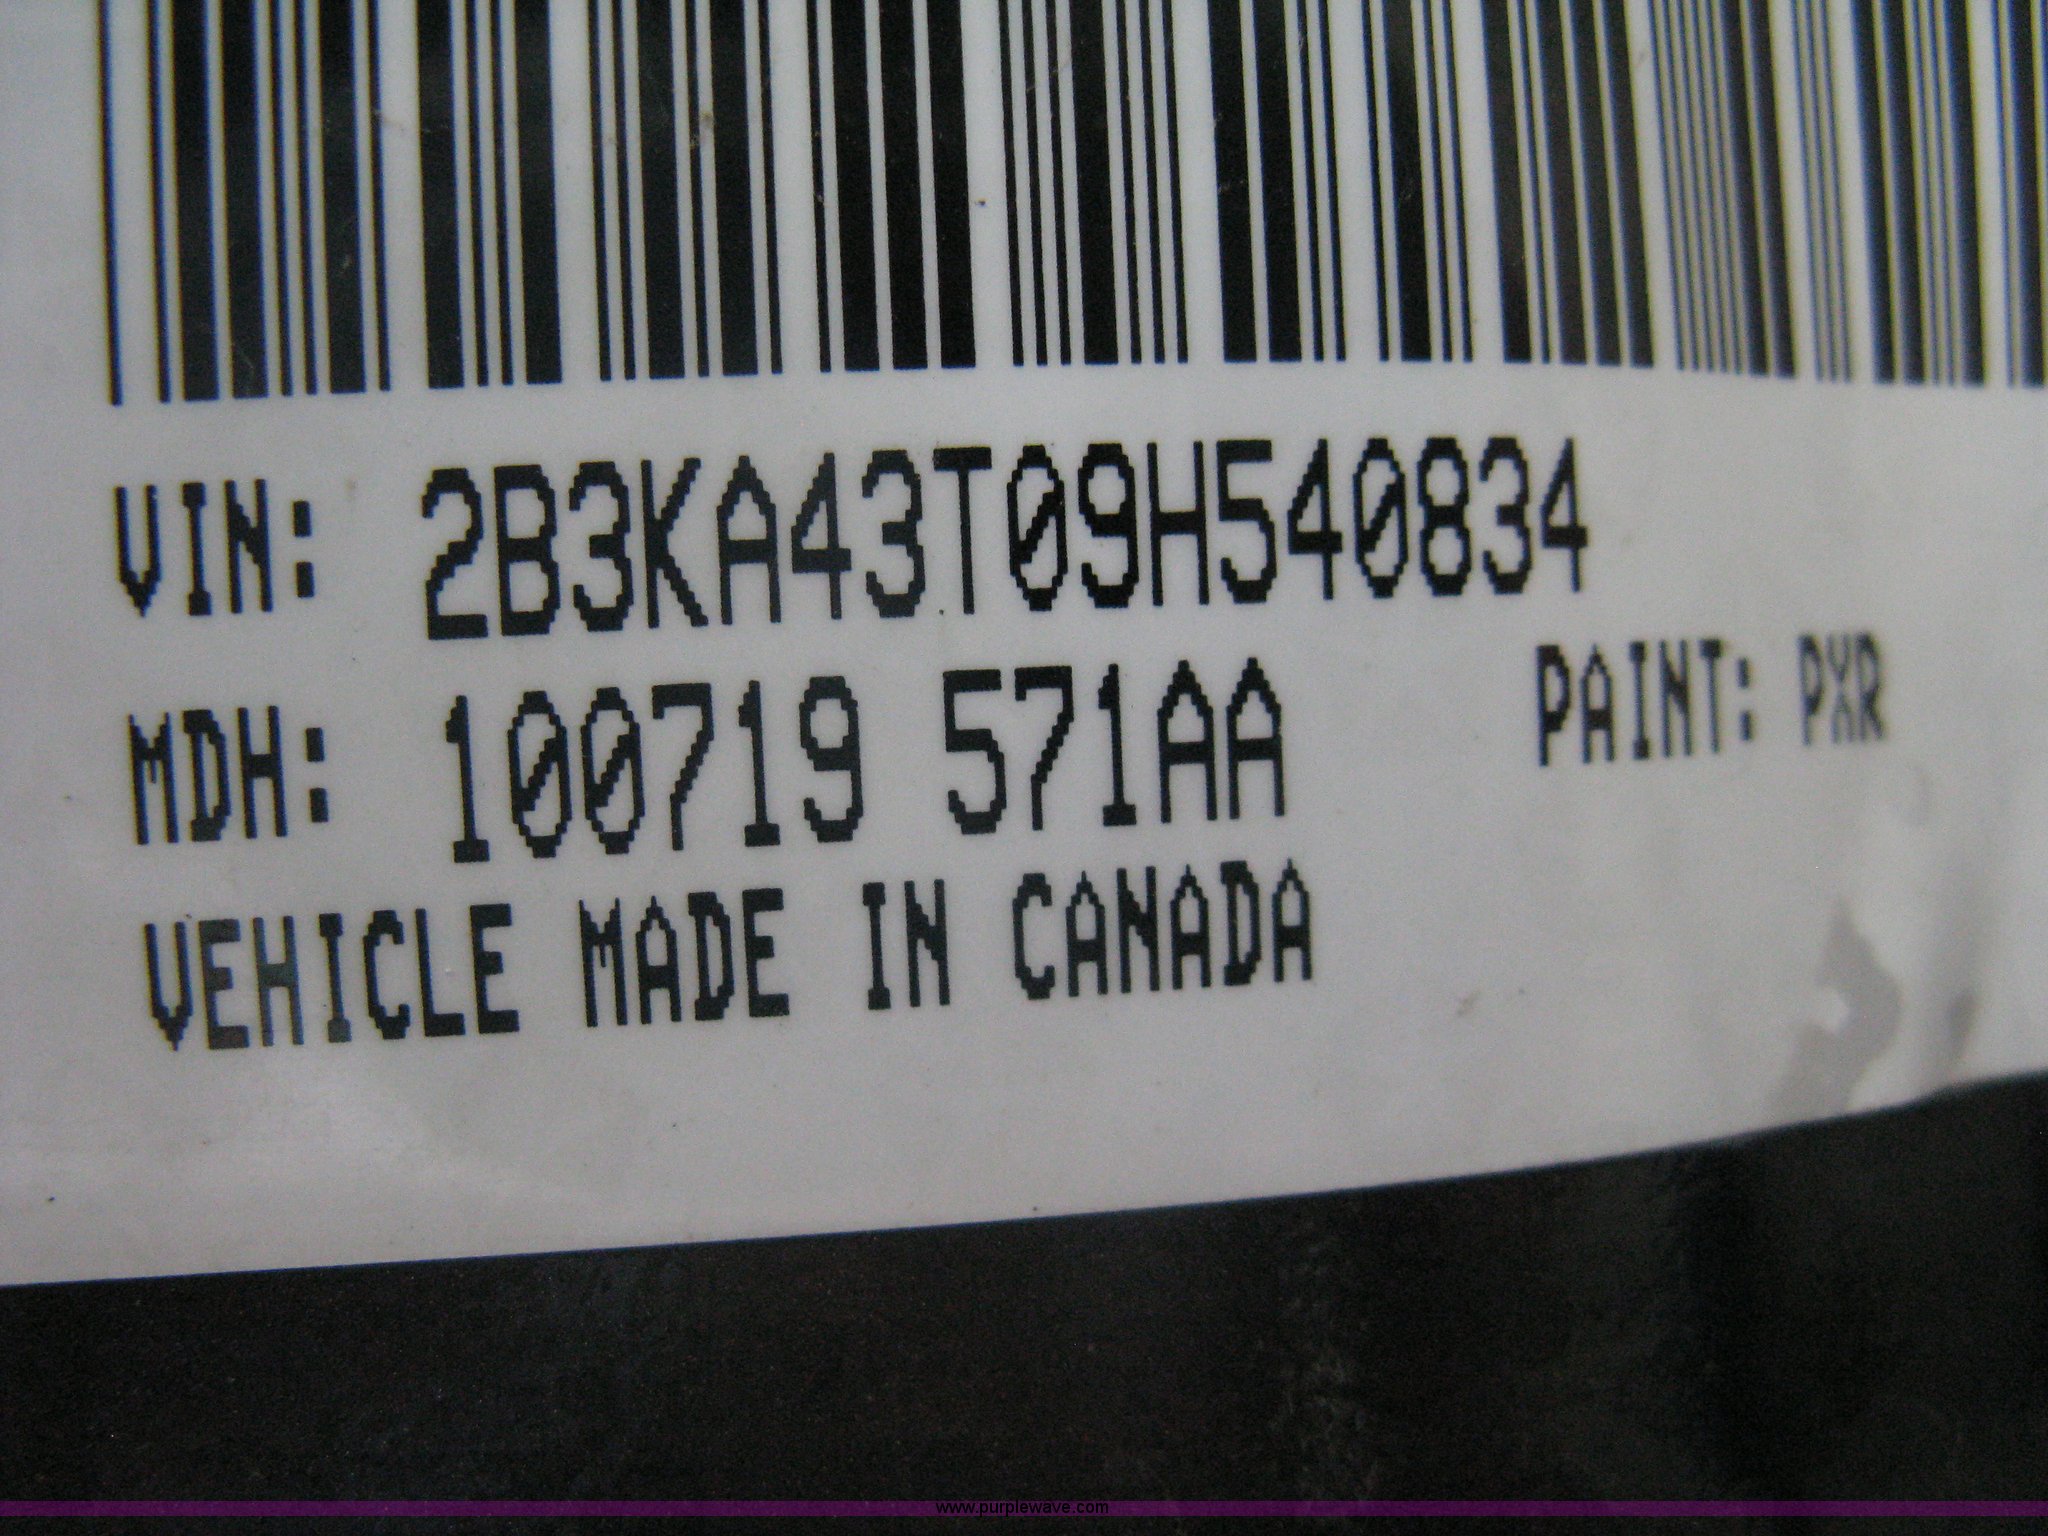 VIN: 2B3KA43T09H540834
MDH: 100719 571AA PAINT: PXR
VEHICLE MADE IN CANADA
www.purplewave.com